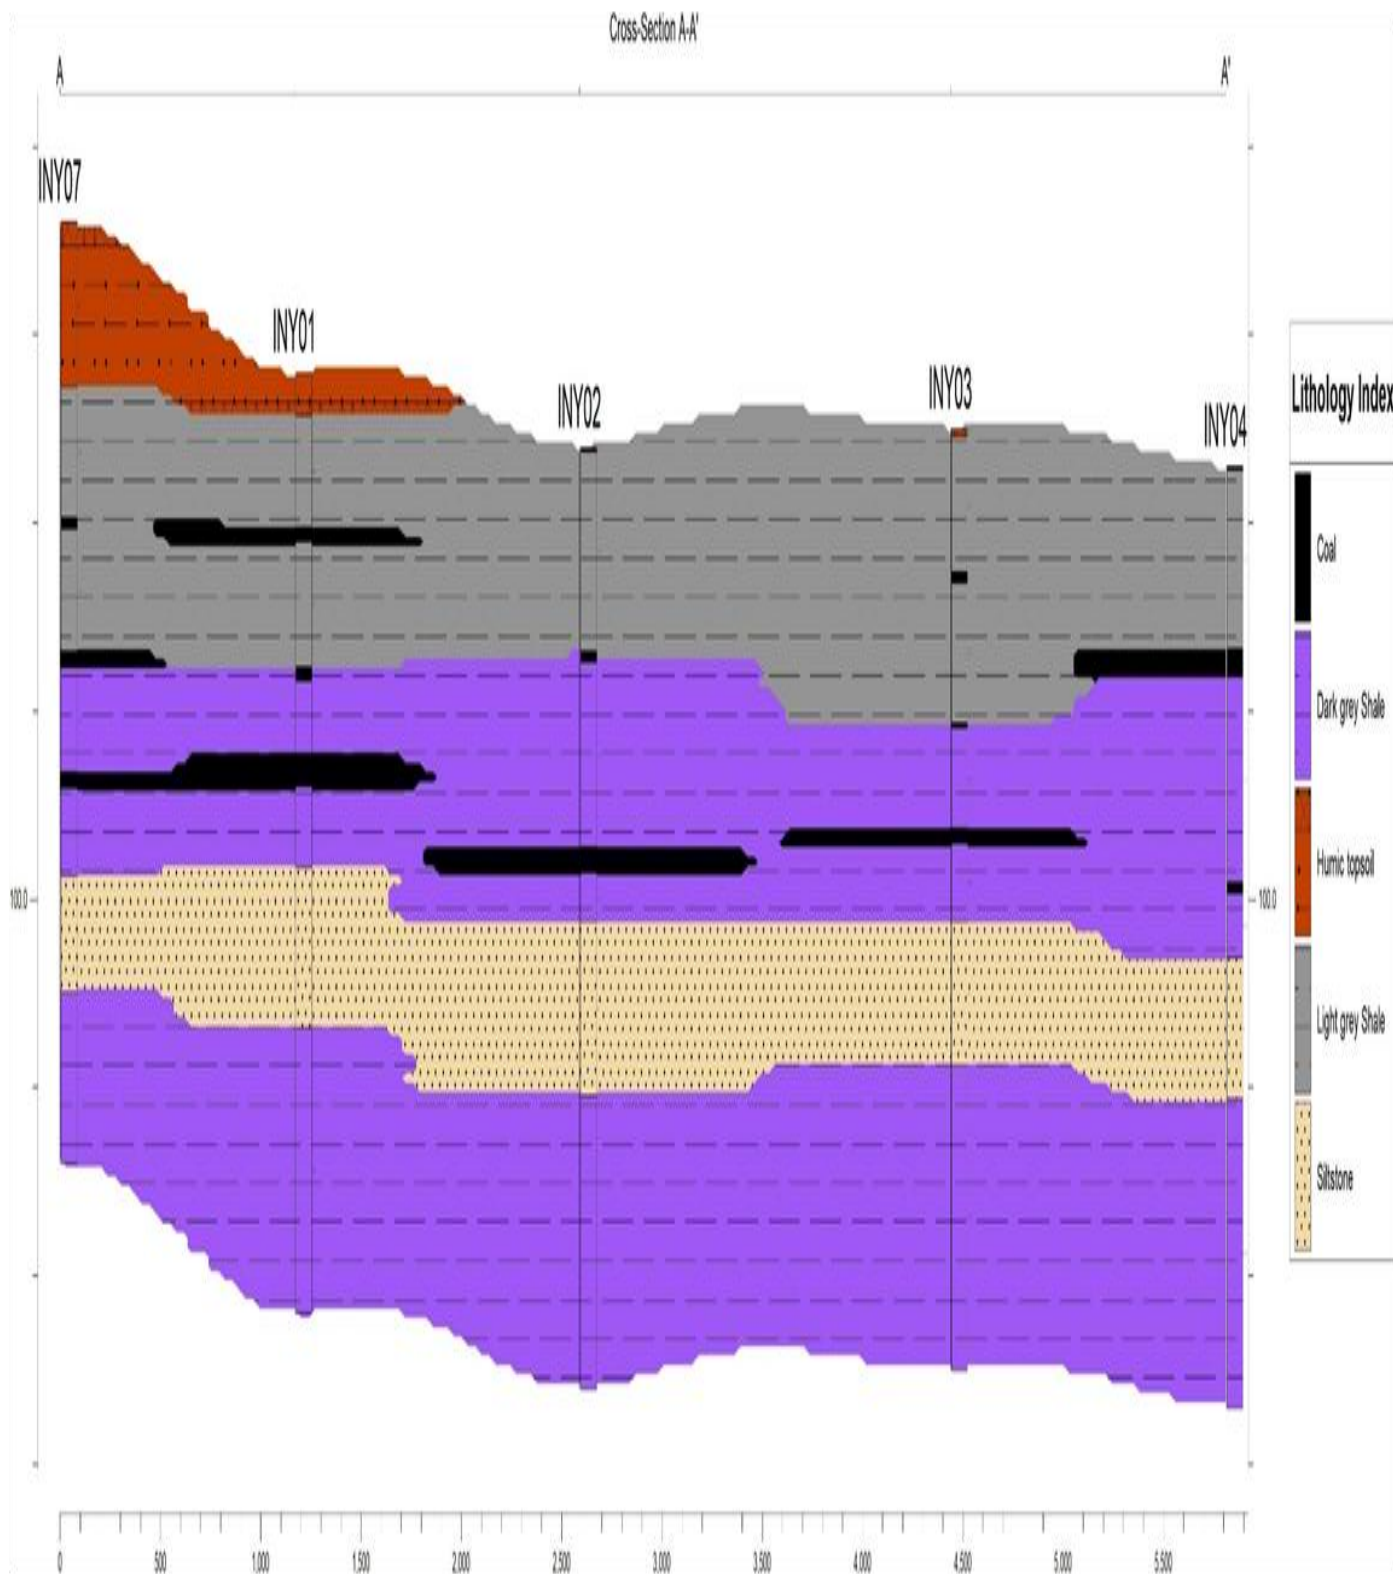 Cross-Section A-A'
A A'
INY07
INY01
INY02
INY03
INY04
Lithology Index
Coal
Dark grey Shale
Humic topsoil
Light grey Shale
Siltstone
100.0 100.0
0 500 1,000 1,500 2,000 2,500 3,000 3,500 4,000 4,500 5,000 5,500